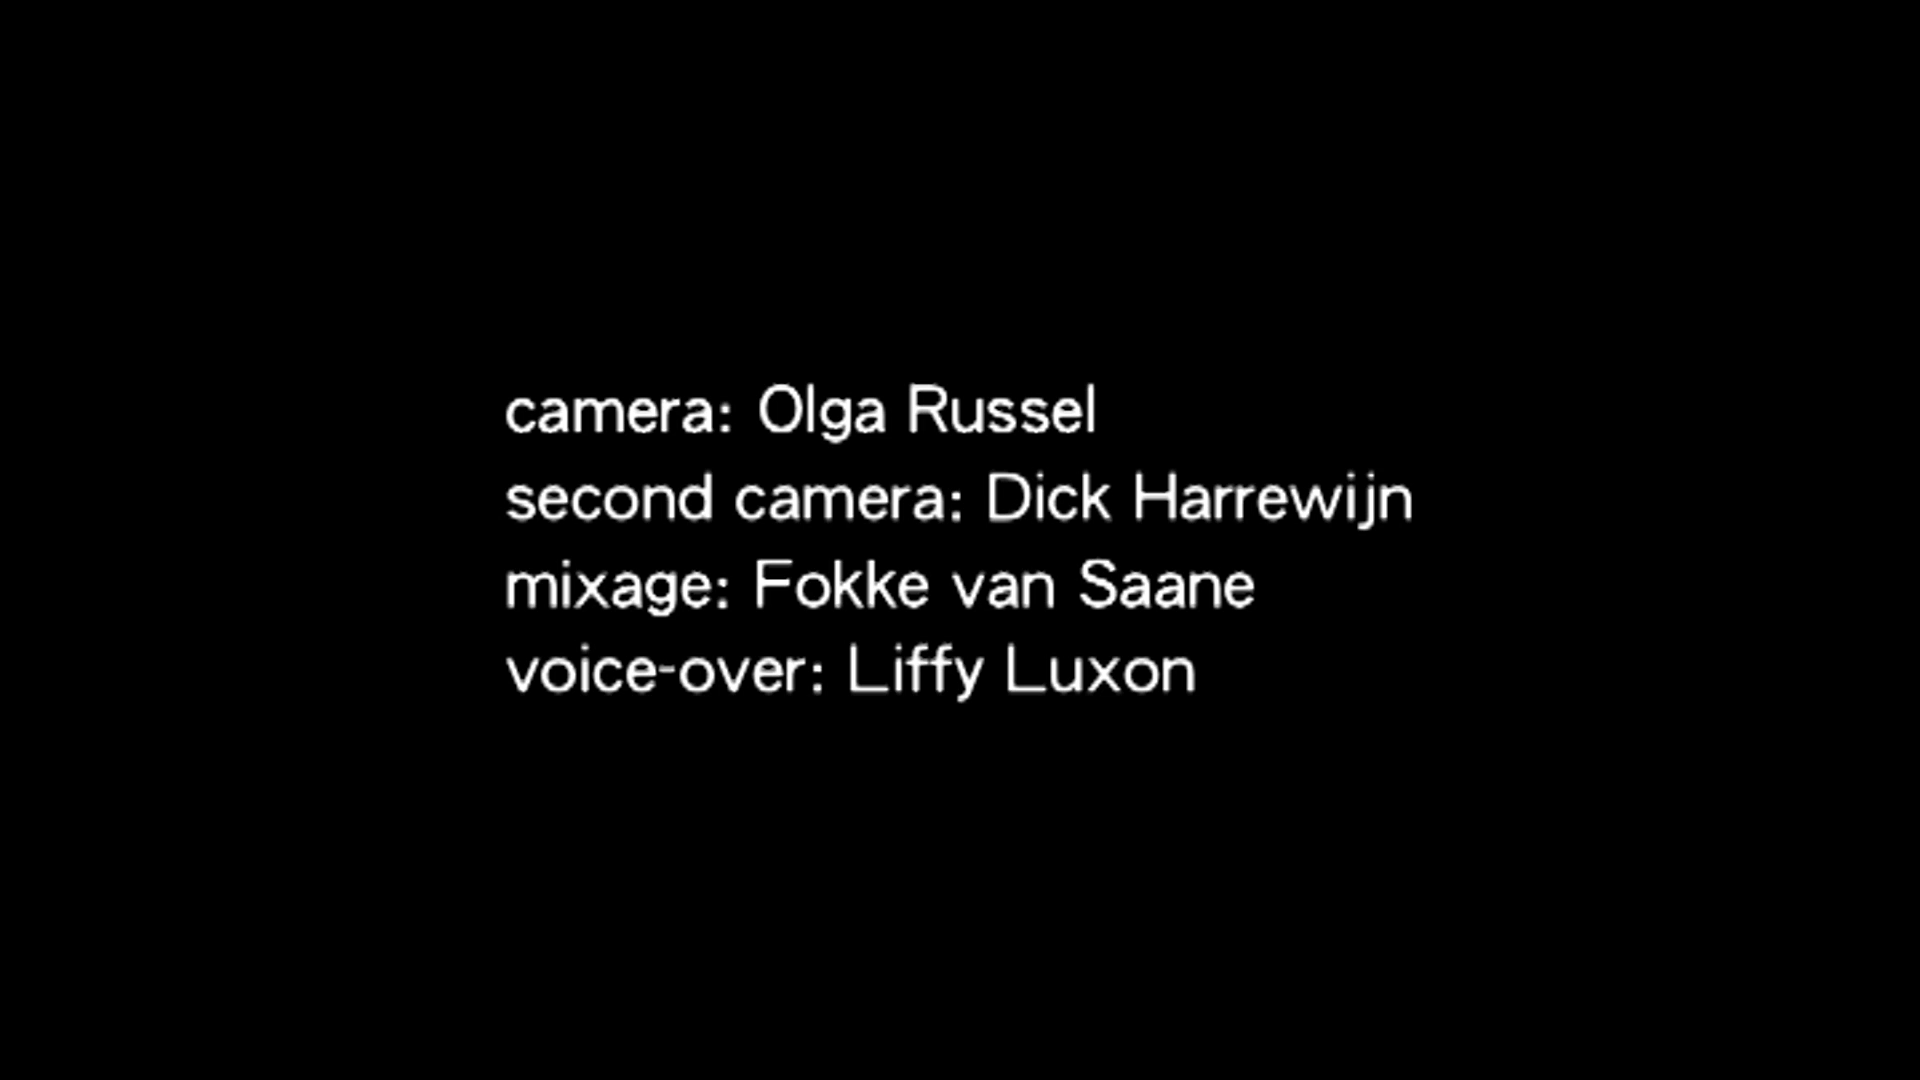 camera: Olga Russel
second camera: Dick Harrewijn
mixage: Fokke van Saane
voice-over: Liffy Luxon